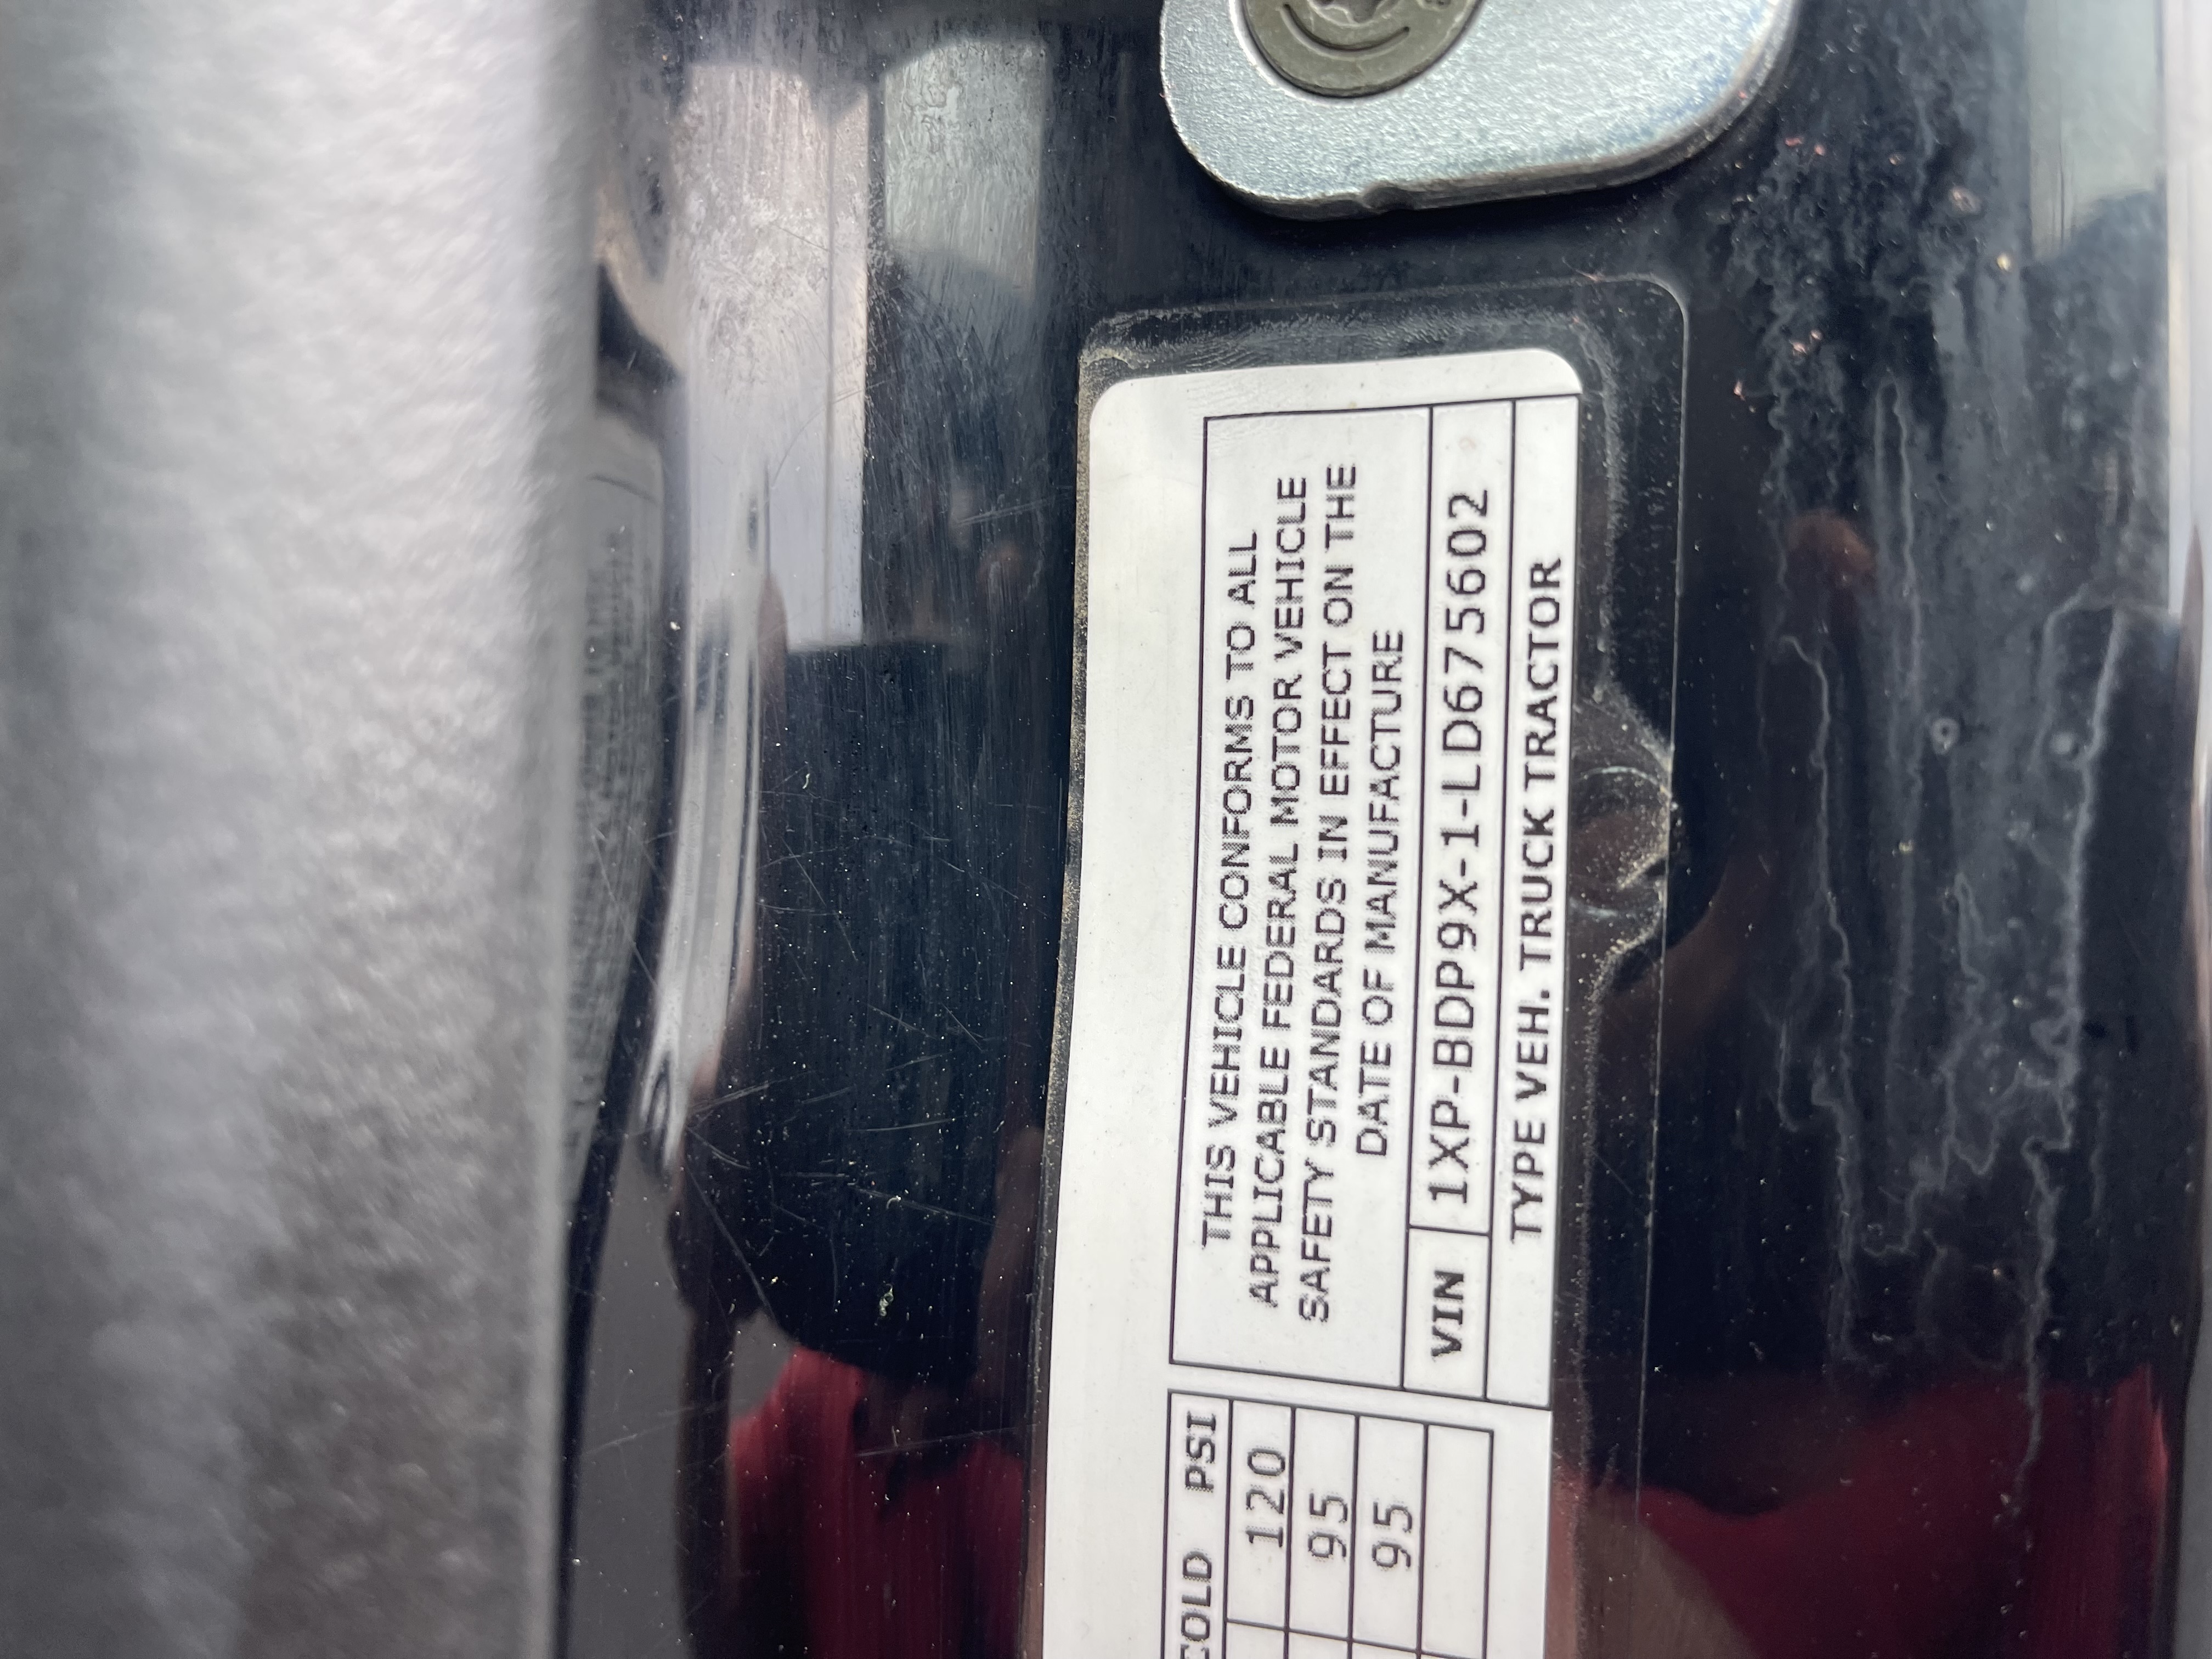 THIS VEHICLE CONFORMS TO ALL
APPLICABLE FEDERAL MOTOR VEHICLE
SAFETY STANDARDS IN EFFECT ON THE
DATE OF MANUFACTURE
VIN 1XP-BDP9X-1-LD675602
TYPE VEH. TRUCK TRACTOR
COLD PSI
120
95
95